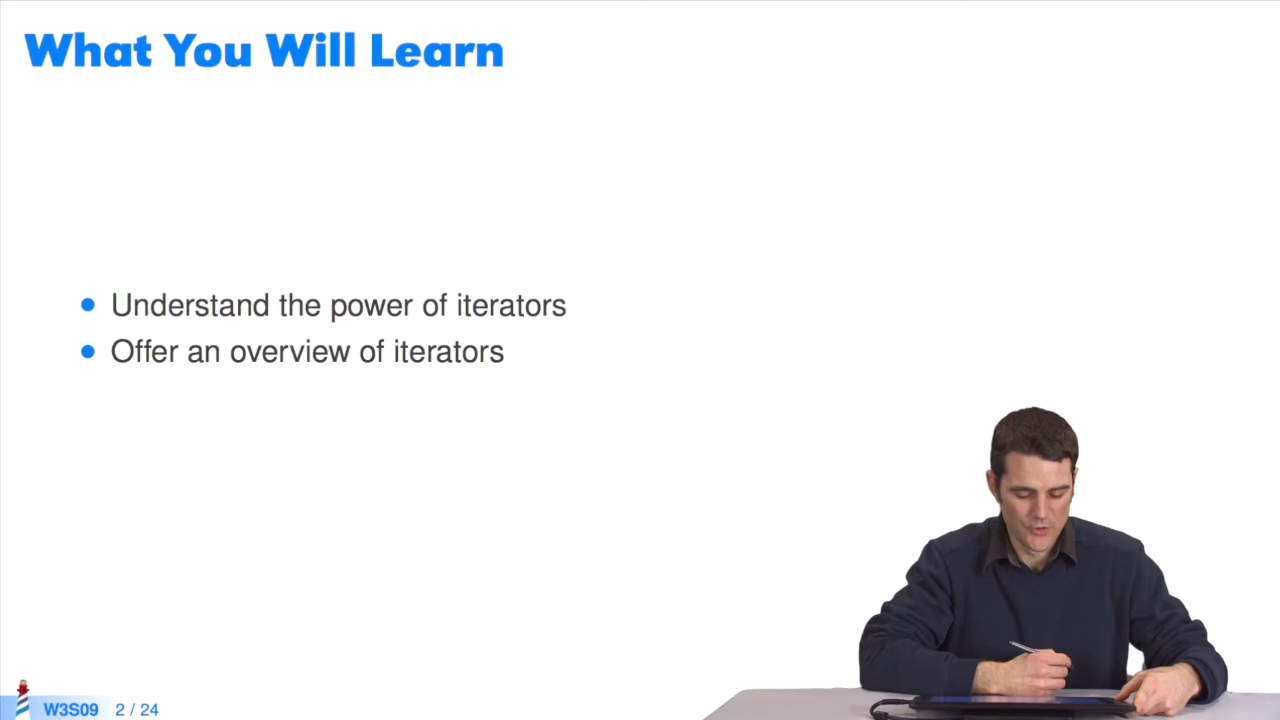 What You Will Learn
Understand the power of iterators
Offer an overview of iterators
W3S09 2 / 24